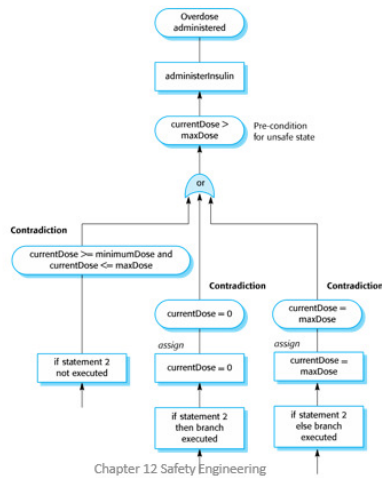 Overdose
administered
administerInsulin
currentDose >
maxDose
Pre-condition
for unsafe state
or
Contradiction
currentDose >= minimumDose and
currentDose <= maxDose
Contradiction
Contradiction
currentDose = 0
currentDose =
maxDose
assign
assign
if statement 2
not executed
currentDose = 0
currentDose =
maxDose
if statement 2
then branch
executed
if statement 2
else branch
executed
Chapter 12 Safety Engineering